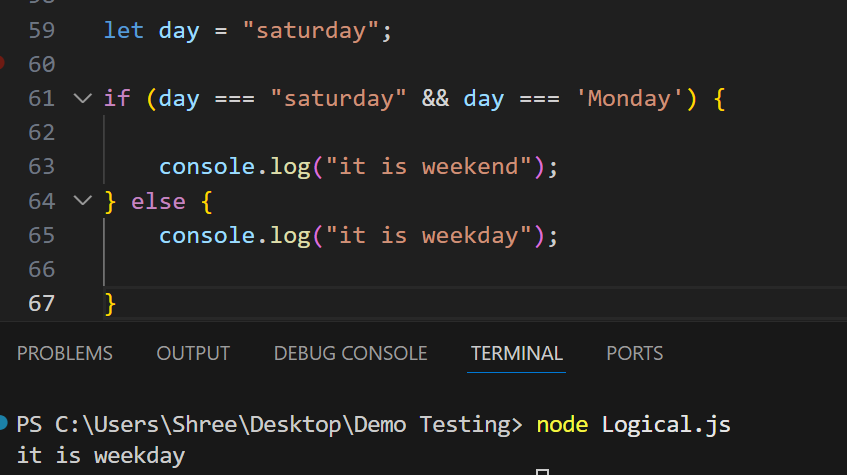 58
59 let day = "saturday";
60
61 if (day === "saturday" && day === 'Monday') {
62
63 console.log("it is weekend");
64 } else {
65 console.log("it is weekday");
66
67 }
PROBLEMS OUTPUT DEBUG CONSOLE TERMINAL PORTS
PS C:\Users\Shree\Desktop\Demo Testing> node Logical.js
it is weekday